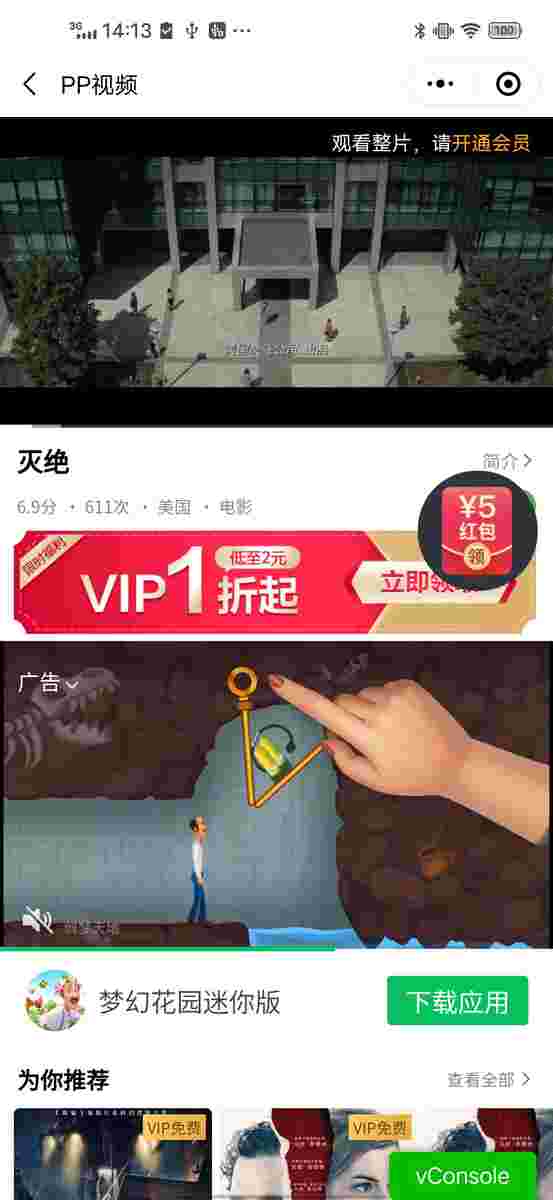 3G 14:13
100
PP视频
观看整片，请开通会员
灭绝
简介
6.9分 · 611次 · 美国 · 电影
¥5
红包
领
限时福利
低至2元
VIP1折起
立即领
广告
梦幻花园迷你版
下载应用
为你推荐
查看全部
VIP免费
VIP免费
vConsole